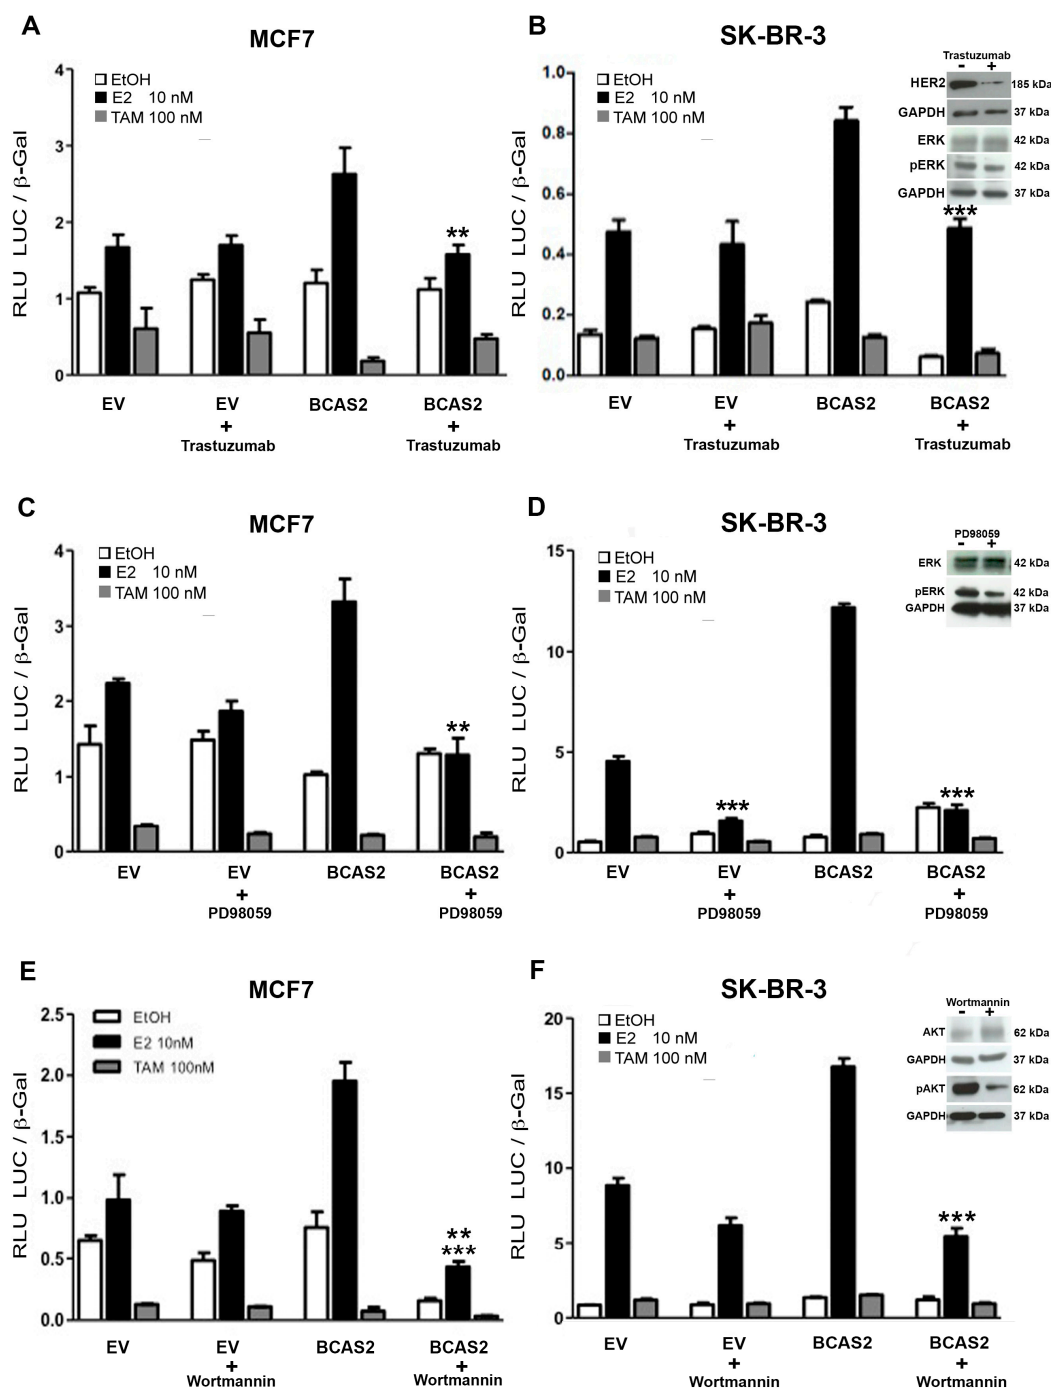 A
MCF7
RLU LUC / β-Gal
4
3
2
1
0
EtOH
E2 10 nM
TAM 100 nM
**
EV
EV
+
Trastuzumab
BCAS2
BCAS2
+
Trastuzumab
B
SK-BR-3
RLU LUC / β-Gal
1.0
0.8
0.6
0.4
0.2
0.0
EtOH
E2 10 nM
TAM 100 nM
Trastuzumab
- +
HER2 185 kDa
GAPDH 37 kDa
ERK 42 kDa
pERK 42 kDa
GAPDH 37 kDa
***
EV
EV
+
Trastuzumab
BCAS2
BCAS2
+
Trastuzumab
C
MCF7
RLU LUC / β-Gal
4
3
2
1
0
EtOH
E2 10 nM
TAM 100 nM
**
EV
EV
+
PD98059
BCAS2
BCAS2
+
PD98059
D
SK-BR-3
RLU LUC / β-Gal
15
10
5
0
EtOH
E2 10 nM
TAM 100 nM
PD98059
- +
ERK 42 kDa
pERK 42 kDa
GAPDH 37 kDa
***
***
EV
EV
+
PD98059
BCAS2
BCAS2
+
PD98059
E
MCF7
RLU LUC / β-Gal
2.5
2.0
1.5
1.0
0.5
0.0
EtOH
E2 10nM
TAM 100nM
**
***
EV
EV
+
Wortmannin
BCAS2
BCAS2
+
Wortmannin
F
SK-BR-3
RLU LUC / β-Gal
20
15
10
5
0
EtOH
E2 10 nM
TAM 100 nM
Wortmannin
- +
AKT 62 kDa
GAPDH 37 kDa
pAKT 62 kDa
GAPDH 37 kDa
***
EV
EV
+
Wortmannin
BCAS2
BCAS2
+
Wortmannin